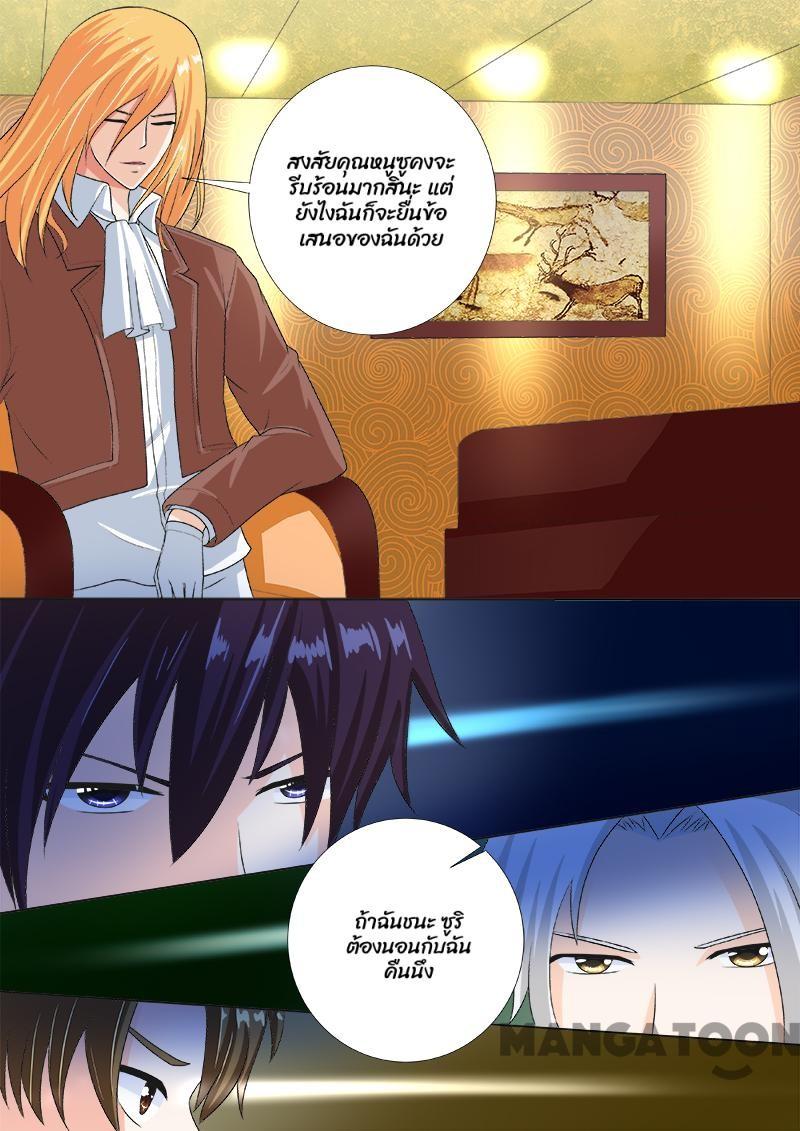 สงสัยคุณหนูซูคงจะ
รีบร้อนมากสินะ แต่
ยังไงฉันก็จะยื่นข้อ
เสนอของฉันด้วย
ถ้าฉันชนะ ซูริ
ต้องนอนกับฉัน
คืนนึง
MANGATOON